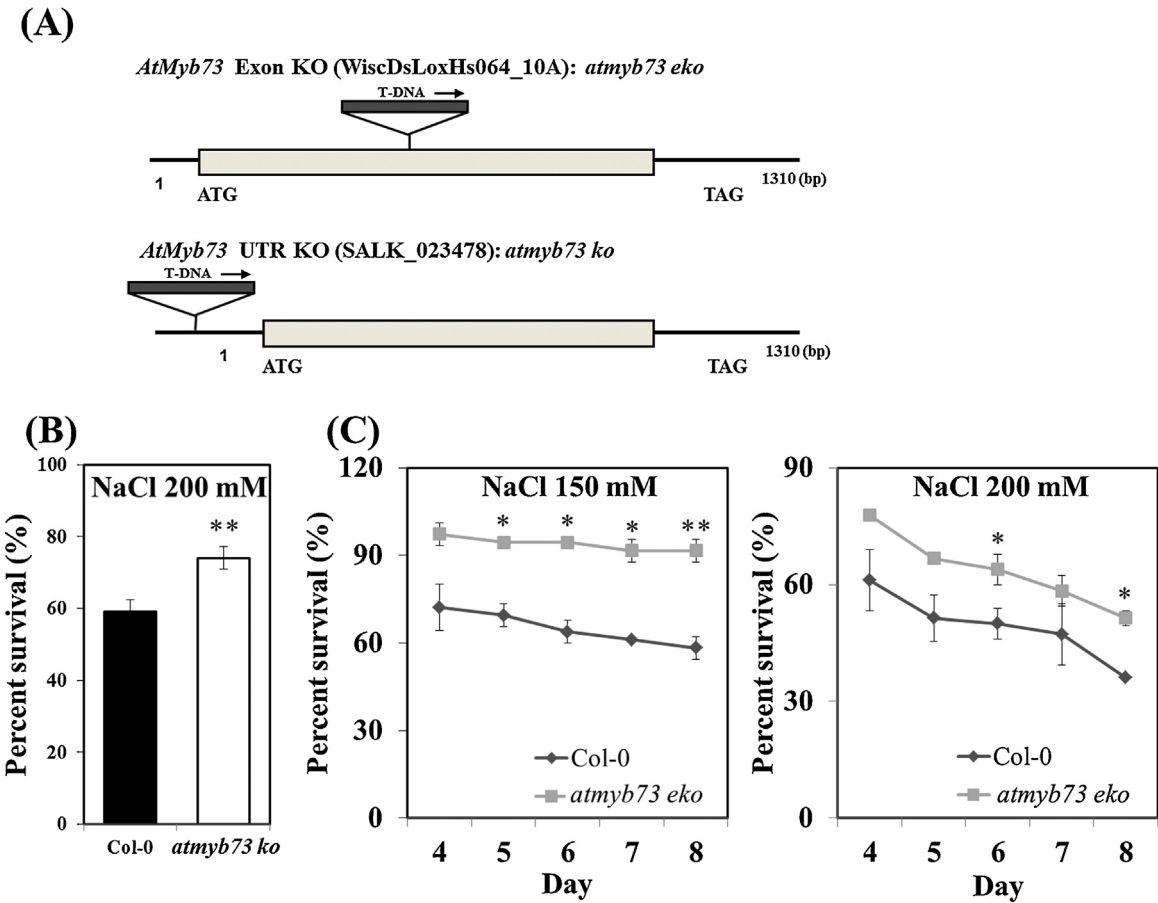 (A)
AtMyb73 Exon KO (WiscDsLoxHs064_10A): atmyb73 eko
T-DNA
1
ATG
TAG
1310 (bp)
AtMyb73 UTR KO (SALK_023478): atmyb73 ko
T-DNA
1
ATG
TAG
1310 (bp)
(B)
Percent survival (%)
100
80
60
40
20
0
NaCl 200 mM
**
Col-0
atmyb73 ko
(C)
Percent survival (%)
120
90
60
30
0
NaCl 150 mM
* * * **
Col-0
atmyb73 eko
4 5 6 7 8
Day
Percent survival (%)
90
60
30
0
NaCl 200 mM
* *
Col-0
atmyb73 eko
4 5 6 7 8
Day